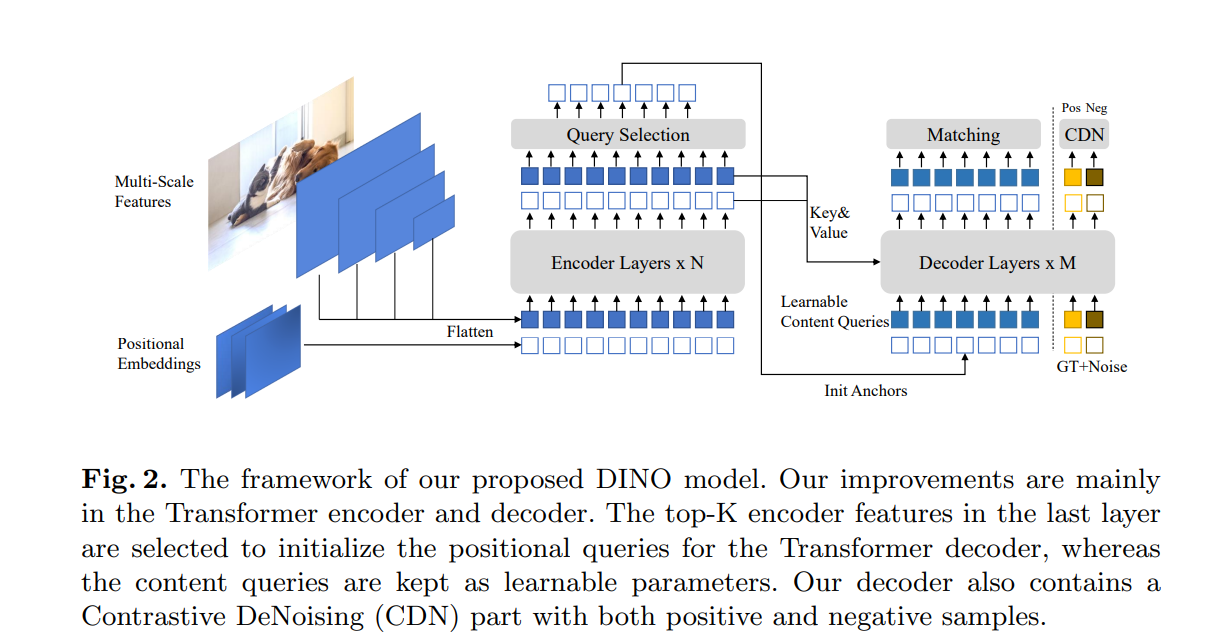 Pos Neg
Query Selection
Matching
CDN
Multi-Scale
Features
Key&
Value
Encoder Layers x N
Decoder Layers x M
Learnable
Content Queries
Flatten
Positional
Embeddings
GT+Noise
Init Anchors
Fig. 2. The framework of our proposed DINO model. Our improvements are mainly
in the Transformer encoder and decoder. The top-K encoder features in the last layer
are selected to initialize the positional queries for the Transformer decoder, whereas
the content queries are kept as learnable parameters. Our decoder also contains a
Contrastive DeNoising (CDN) part with both positive and negative samples.